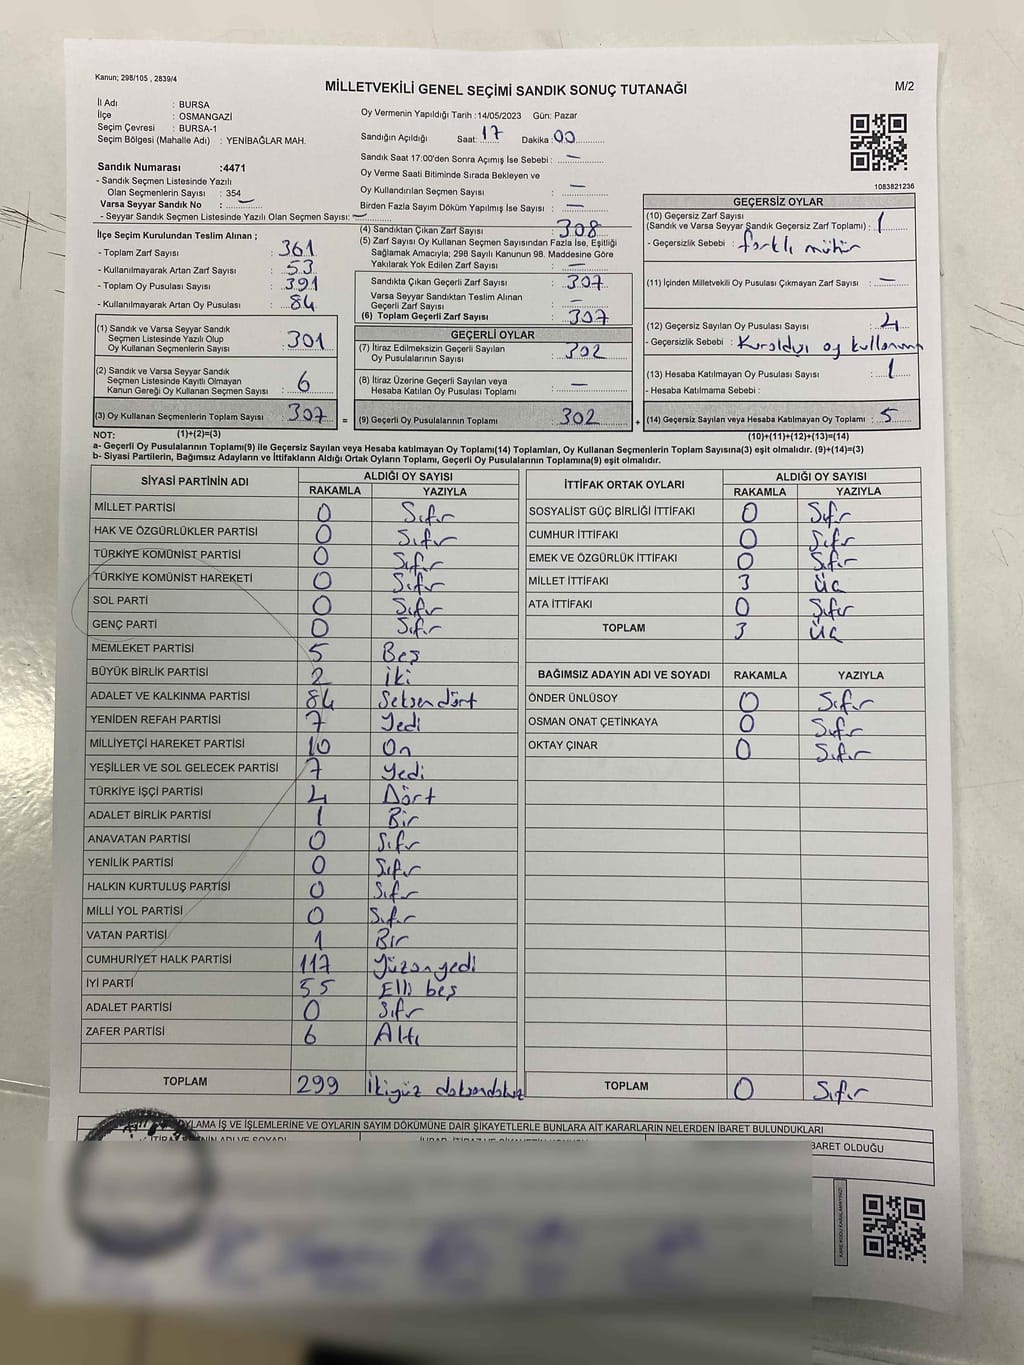 Kanun; 298/105 , 2839/4
MİLLETVEKİLİ GENEL SEÇİMİ SANDIK SONUÇ TUTANAĞI
M/2
İl Adı : BURSA
İlçe : OSMANGAZİ
Seçim Çevresi : BURSA-1
Seçim Bölgesi (Mahalle Adı) : YENİBAĞLAR MAH.
Sandık Numarası :4471
- Sandık Seçmen Listesinde Yazılı
Olan Seçmenlerin Sayısı : 354
Varsa Seyyar Sandık No : —
- Seyyar Sandık Seçmen Listesinde Yazılı Olan Seçmen Sayısı: —
Oy Vermenin Yapıldığı Tarih : 14/05/2023 Gün: Pazar
Sandığın Açıldığı Saat: 17 Dakika : 00
Sandık Saat 17:00'den Sonra Açımış İse Sebebi : —
Oy Verme Saati Bitiminde Sırada Bekleyen ve
Oy Kullandırılan Seçmen Sayısı : —
Birden Fazla Sayım Döküm Yapılmış İse Sayısı : —
1083821236
İlçe Seçim Kurulundan Teslim Alınan ;
- Toplam Zarf Sayısı : 361
- Kullanılmayarak Artan Zarf Sayısı : 53
- Toplam Oy Pusulası Sayısı : 391
- Kullanılmayarak Artan Oy Pusulası : 84
(1) Sandık ve Varsa Seyyar Sandık
Seçmen Listesinde Yazılı Olup
Oy Kullanan Seçmenlerin Sayısı : 301
(2) Sandık ve Varsa Seyyar Sandık
Seçmen Listesinde Kayıtlı Olmayan
Kanun Gereği Oy Kullanan Seçmen Sayısı : 6
(3) Oy Kullanan Seçmenlerin Toplam Sayısı : 307 =
(1)+(2)=(3)
(4) Sandıktan Çıkan Zarf Sayısı : 308
(5) Zarf Sayısı Oy Kullanan Seçmen Sayısından Fazla İse, Eşitliği
Sağlamak Amacıyla; 298 Sayılı Kanunun 98. Maddesine Göre
Yakılarak Yok Edilen Zarf Sayısı : —
Sandıkta Çıkan Geçerli Zarf Sayısı : 307
Varsa Seyyar Sandıktan Teslim Alınan
Geçerli Zarf Sayısı : —
(6) Toplam Geçerli Zarf Sayısı : 307
GEÇERLİ OYLAR
(7) İtiraz Edilmeksizin Geçerli Sayılan
Oy Pusulalarının Sayısı : 302
(8) İtiraz Üzerine Geçerli Sayılan veya
Hesaba Katılan Oy Pusulası Toplamı : —
(9) Geçerli Oy Pusulalarının Toplamı : 302 +
GEÇERSİZ OYLAR
(10) Geçersiz Zarf Sayısı
(Sandık ve Varsa Seyyar Sandık Geçersiz Zarf Toplamı) : 1
- Geçersizlik Sebebi : farklı mühür
(11) İçinden Milletvekili Oy Pusulası Çıkmayan Zarf Sayısı : —
(12) Geçersiz Sayılan Oy Pusulası Sayısı : 4
- Geçersizlik Sebebi : Kuraldışı oy kullanımı
(13) Hesaba Katılmayan Oy Pusulası Sayısı : 1
- Hesaba Katılmama Sebebi :
(14) Geçersiz Sayılan veya Hesaba Katılmayan Oy Toplamı : 5
(10)+(11)+(12)+(13)=(14)
NOT:
a- Geçerli Oy Pusulalarının Toplamı(9) ile Geçersiz Sayılan veya Hesaba katılmayan Oy Toplamı(14) Toplamları, Oy Kullanan Seçmenlerin Toplam Sayısına(3) eşit olmalıdır. (9)+(14)=(3)
b- Siyasi Partilerin, Bağımsız Adayların ve İttifakların Aldığı Ortak Oyların Toplamı, Geçerli Oy Pusulalarının Toplamına(9) eşit olmalıdır.
SİYASİ PARTİNİN ADI ALDIĞI OY SAYISI
RAKAMLA YAZIYLA
MİLLET PARTİSİ 0 Sıfır
HAK VE ÖZGÜRLÜKLER PARTİSİ 0 Sıfır
TÜRKİYE KOMÜNİST PARTİSİ 0 Sıfır
TÜRKİYE KOMÜNİST HAREKETİ 0 Sıfır
SOL PARTİ 0 Sıfır
GENÇ PARTİ 0 Sıfır
MEMLEKET PARTİSİ 5 Beş
BÜYÜK BİRLİK PARTİSİ 2 İki
ADALET VE KALKINMA PARTİSİ 84 Seksendört
YENİDEN REFAH PARTİSİ 7 Yedi
MİLLİYETÇİ HAREKET PARTİSİ 10 On
YEŞİLLER VE SOL GELECEK PARTİSİ 7 Yedi
TÜRKİYE İŞÇİ PARTİSİ 4 Dört
ADALET BİRLİK PARTİSİ 1 Bir
ANAVATAN PARTİSİ 0 Sıfır
YENİLİK PARTİSİ 0 Sıfır
HALKIN KURTULUŞ PARTİSİ 0 Sıfır
MİLLİ YOL PARTİSİ 0 Sıfır
VATAN PARTİSİ 1 Bir
CUMHURİYET HALK PARTİSİ 117 Yüzonyedi
İYİ PARTİ 55 Elli beş
ADALET PARTİSİ 0 Sıfır
ZAFER PARTİSİ 6 Altı
TOPLAM 299 İkiyüz doksandokuz
İTTİFAK ORTAK OYLARI ALDIĞI OY SAYISI
RAKAMLA YAZIYLA
SOSYALİST GÜÇ BİRLİĞİ İTTİFAKI 0 Sıfır
CUMHUR İTTİFAKI 0 Sıfır
EMEK VE ÖZGÜRLÜK İTTİFAKI 0 Sıfır
MİLLET İTTİFAKI 3 Üç
ATA İTTİFAKI 0 Sıfır
TOPLAM 3 Üç
BAĞIMSIZ ADAYIN ADI VE SOYADI RAKAMLA YAZIYLA
ÖNDER ÜNLÜSOY 0 Sıfır
OSMAN ONAT ÇETİNKAYA 0 Sıfır
OKTAY ÇINAR 0 Sıfır
TOPLAM 0 Sıfır
OYLAMA İŞ VE İŞLEMLERİNE VE OYLARIN SAYIM DÖKÜMÜNE DAİR ŞİKAYETLERLE BUNLARA AİT KARARLARIN NELERDEN İBARET BULUNDUKLARI
BARET OLDUĞU